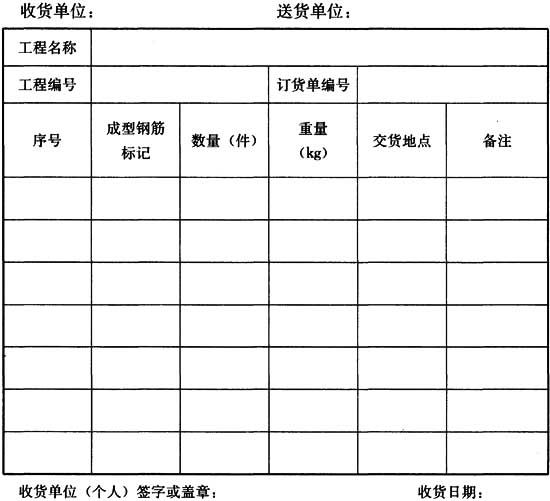 收货单位： 送货单位：
工程名称
工程编号 订货单编号
序号 成型钢筋标记 数量（件） 重量（kg） 交货地点 备注
收货单位（个人）签字或盖章： 收货日期：